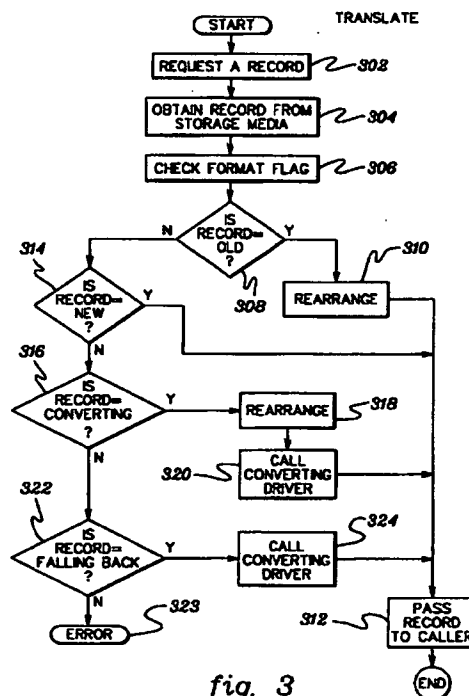 TRANSLATE
START
REQUEST A RECORD
302
OBTAIN RECORD FROM
STORAGE MEDIA
304
CHECK FORMAT FLAG
306
N
IS
RECORD=
OLD
?
Y
308
310
REARRANGE
314
IS
RECORD=
NEW
?
Y
N
316
IS
RECORD=
CONVERTING
?
Y
N
REARRANGE
318
320
CALL
CONVERTING
DRIVER
322
IS
RECORD=
FALLING BACK
?
Y
N
324
CALL
CONVERTING
DRIVER
ERROR
323
312
PASS
RECORD
TO CALLER
END
fig. 3